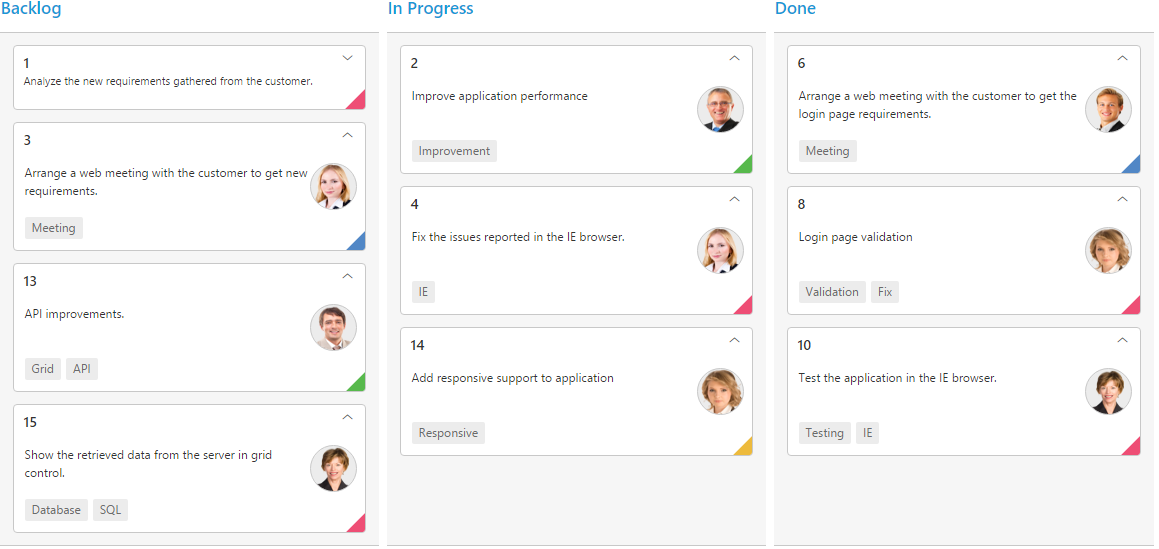 Backlog
1
Analyze the new requirements gathered from the customer.
3
Arrange a web meeting with the customer to get new
requirements.
Meeting
13
API improvements.
Grid API
15
Show the retrieved data from the server in grid
control.
Database SQL
In Progress
2
Improve application performance
Improvement
4
Fix the issues reported in the IE browser.
IE
14
Add responsive support to application
Responsive
Done
6
Arrange a web meeting with the customer to get the
login page requirements.
Meeting
8
Login page validation
Validation Fix
10
Test the application in the IE browser.
Testing IE